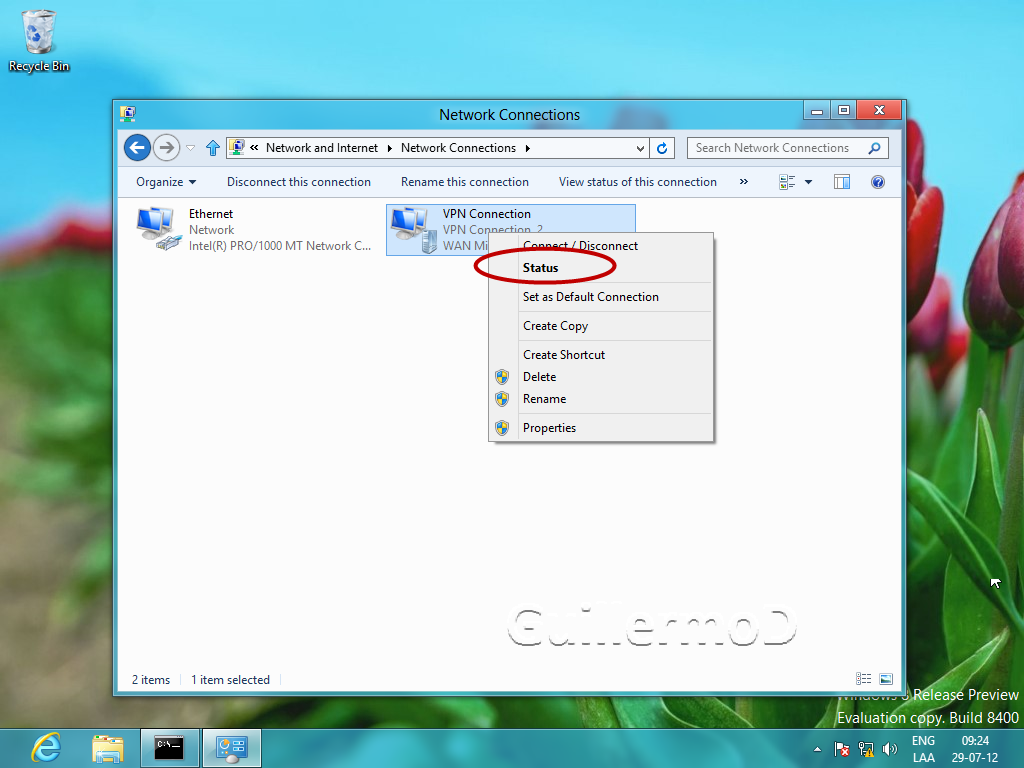 Recycle Bin
Network Connections
« Network and Internet Network Connections
Search Network Connections
Organize Disconnect this connection Rename this connection View status of this connection »
Ethernet
Network
Intel(R) PRO/1000 MT Network C...
VPN Connection
VPN Connection 2
WAN Mi
Connect / Disconnect
Status
Set as Default Connection
Create Copy
Create Shortcut
Delete
Rename
Properties
GuillermoD
2 items 1 item selected
Windows 8 Release Preview
Evaluation copy. Build 8400
C:\
ENG 09:24
LAA 29-07-12